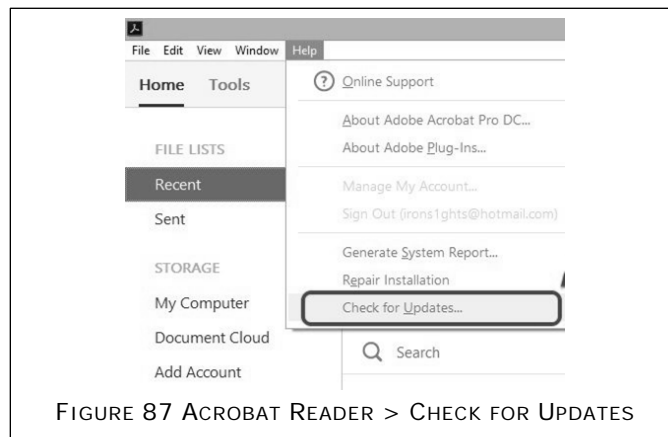 File Edit View Window Help
Home Tools
Online Support
About Adobe Acrobat Pro DC...
About Adobe Plug-Ins...
FILE LISTS
Recent
Manage My Account...
Sent
Sign Out (irons1ghts@hotmail.com)
Generate System Report...
STORAGE
Repair Installation
My Computer
Check for Updates...
Document Cloud
Search
Add Account
FIGURE 87 ACROBAT READER > CHECK FOR UPDATES